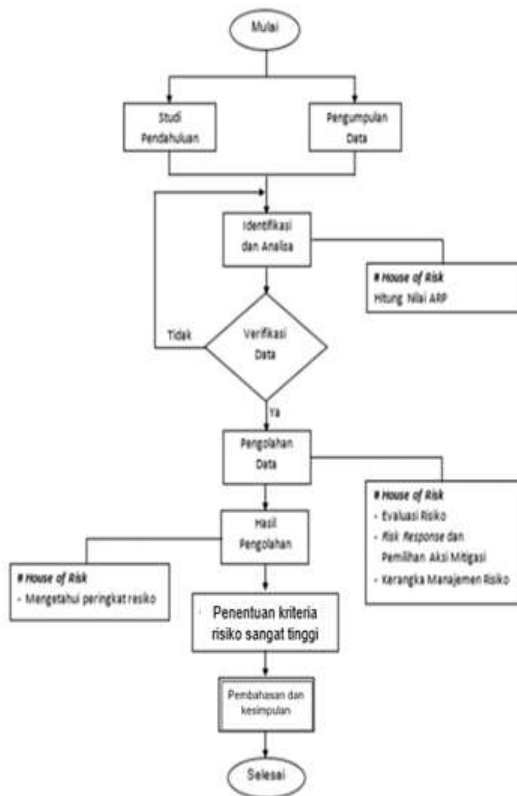 Mulai
Studi
Pendahuluan
Pengumpulan
Data
Identifikasi
dan Analisa
# House of Risk
Hitung Nilai ARP
Verifikasi
Data
Tidak
Ya
Pengolahan
Data
# House of Risk
- Evaluasi Risiko
- Risk Response dan
Pemilihan Aksi Mitigasi
- Kerangka Manajemen Risiko
Hasil
Pengolahan
# House of Risk
- Mengetahui peringkat resiko
Penentuan kriteria
risiko sangat tinggi
Pembahasan dan
kesimpulan
Selesai